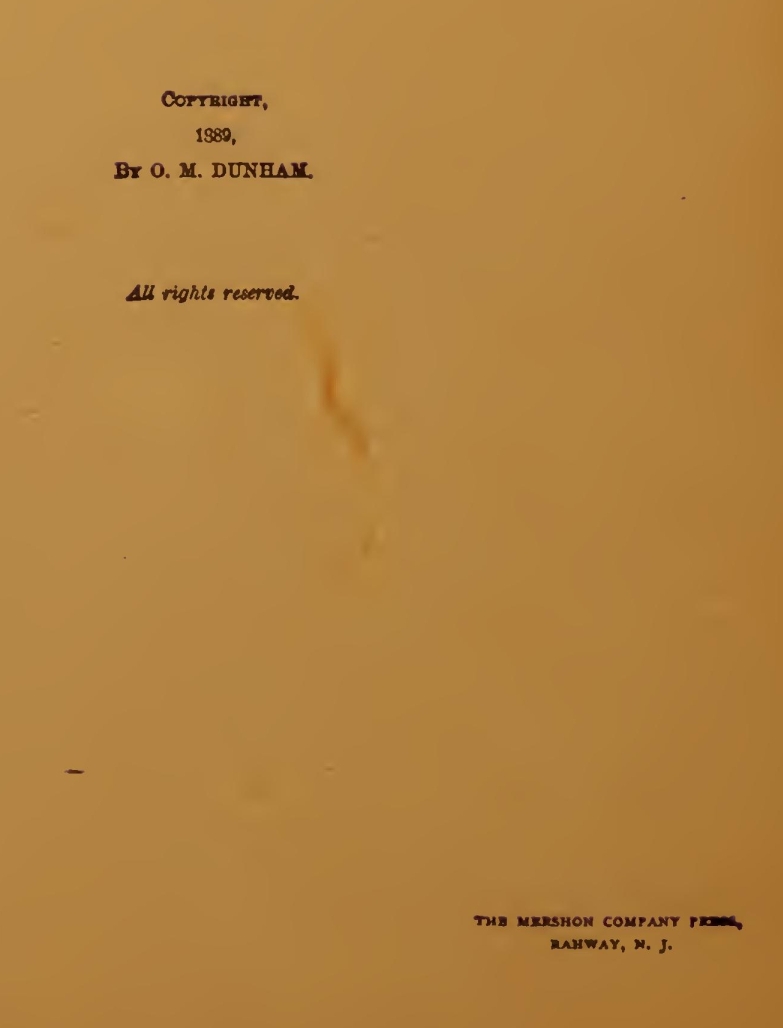 COPYRIGHT,
1889,
BY O. M. DUNHAM.
All rights reserved.
THE MERSHON COMPANY PRESS,
RAHWAY, N. J.